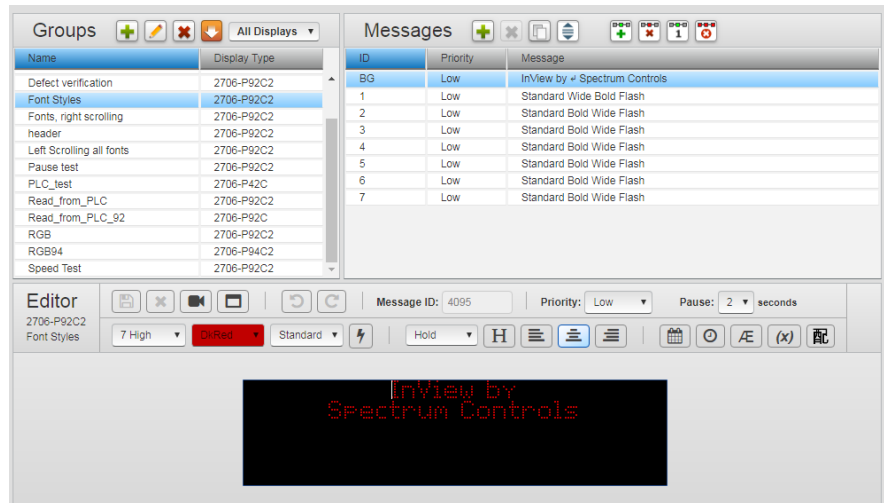 Groups All Displays
Name Display Type
Defect verification 2706-P92C2
Font Styles 2706-P92C2
Fonts, right scrolling 2706-P92C2
header 2706-P92C2
Left Scrolling all fonts 2706-P92C2
Pause test 2706-P92C2
PLC_test 2706-P42C
Read_from_PLC 2706-P92C2
Read_from_PLC_92 2706-P92C
RGB 2706-P92C2
RGB94 2706-P94C2
Speed Test 2706-P92C2
Messages 1
ID Priority Message
BG Low InView by ↵ Spectrum Controls
1 Low Standard Wide Bold Flash
2 Low Standard Bold Wide Flash
3 Low Standard Bold Wide Flash
4 Low Standard Bold Wide Flash
5 Low Standard Bold Wide Flash
6 Low Standard Bold Wide Flash
7 Low Standard Bold Wide Flash
Editor
2706-P92C2
Font Styles
Message ID: 4095 Priority: Low Pause: 2 seconds
7 High DkRed Standard Hold H Æ (x) 配
InView by
Spectrum Controls